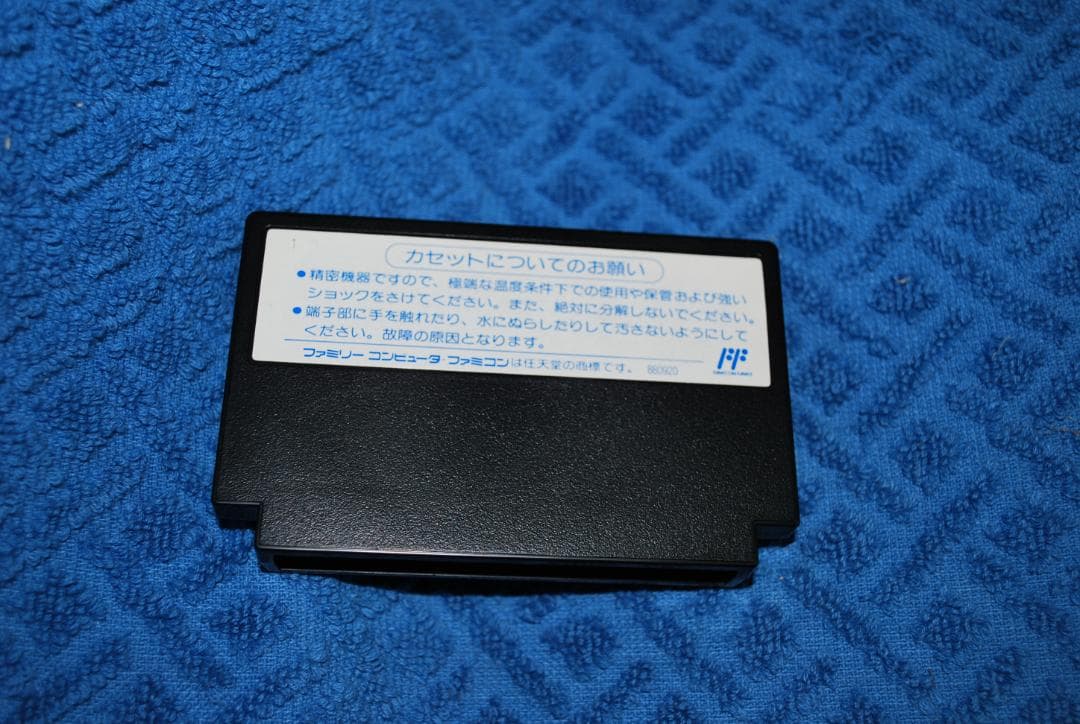 1
カセットについてのお願い
●精密機器ですので、極端な温度条件下での使用や保管および強い
ショックをさけてください。また、絶対に分解しないでください。
●端子部に手を触れたり、水にぬらしたりして汚さないようにして
ください。故障の原因となります。
ファミリー コンピュータ・ファミコンは任天堂の商標です。 880920